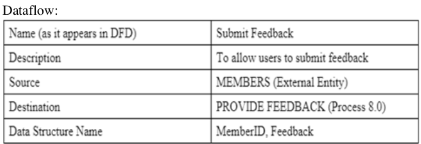 Dataflow:
Name (as it appears in DFD) Submit Feedback
Description To allow users to submit feedback
Source MEMBERS (External Entity)
Destination PROVIDE FEEDBACK (Process 8.0)
Data Structure Name MemberID, Feedback